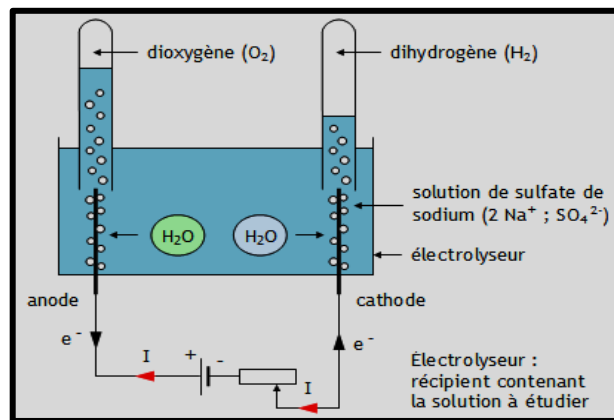 dioxygène (O₂)
dihydrogène (H₂)
solution de sulfate de
sodium (2 Na⁺ ; SO₄²⁻)
H₂O
H₂O
électrolyseur
anode
cathode
e⁻
e⁻
I
+
-
I
Électrolyseur :
récipient contenant
la solution à étudier